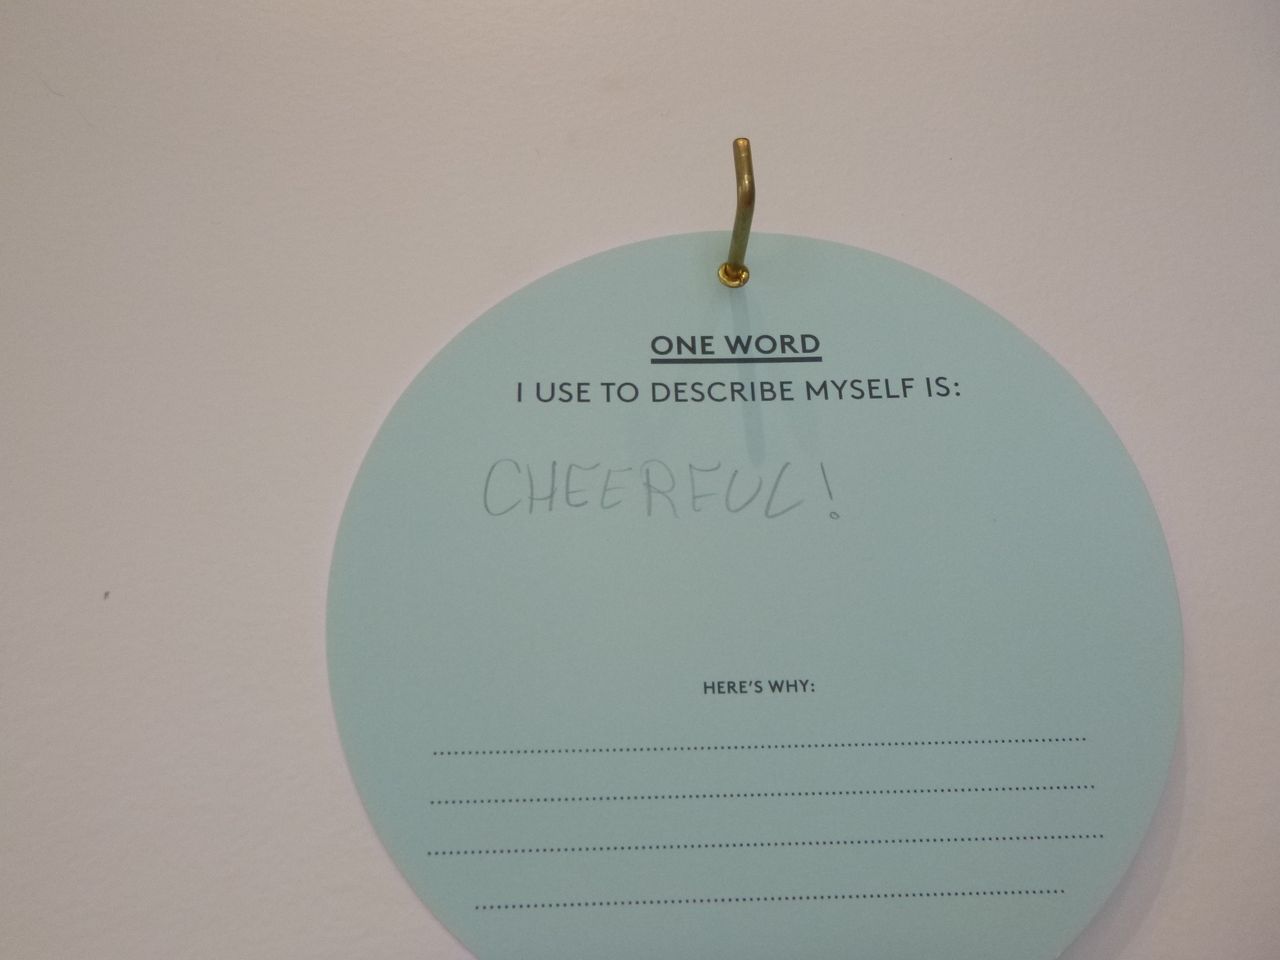 ONE WORD
I USE TO DESCRIBE MYSELF IS:
CHEERFUL!
HERE'S WHY: